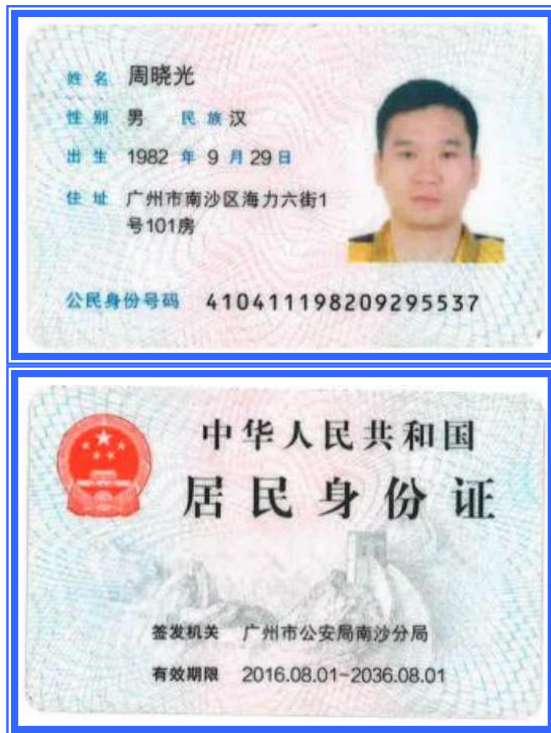 姓名 周晓光
性别 男 民族 汉
出生 1982 年 9 月 29 日
住址 广州市南沙区海力六街1
号101房
公民身份号码 410411198209295537
中华人民共和国
居民身份证
签发机关 广州市公安局南沙分局
有效期限 2016.08.01-2036.08.01